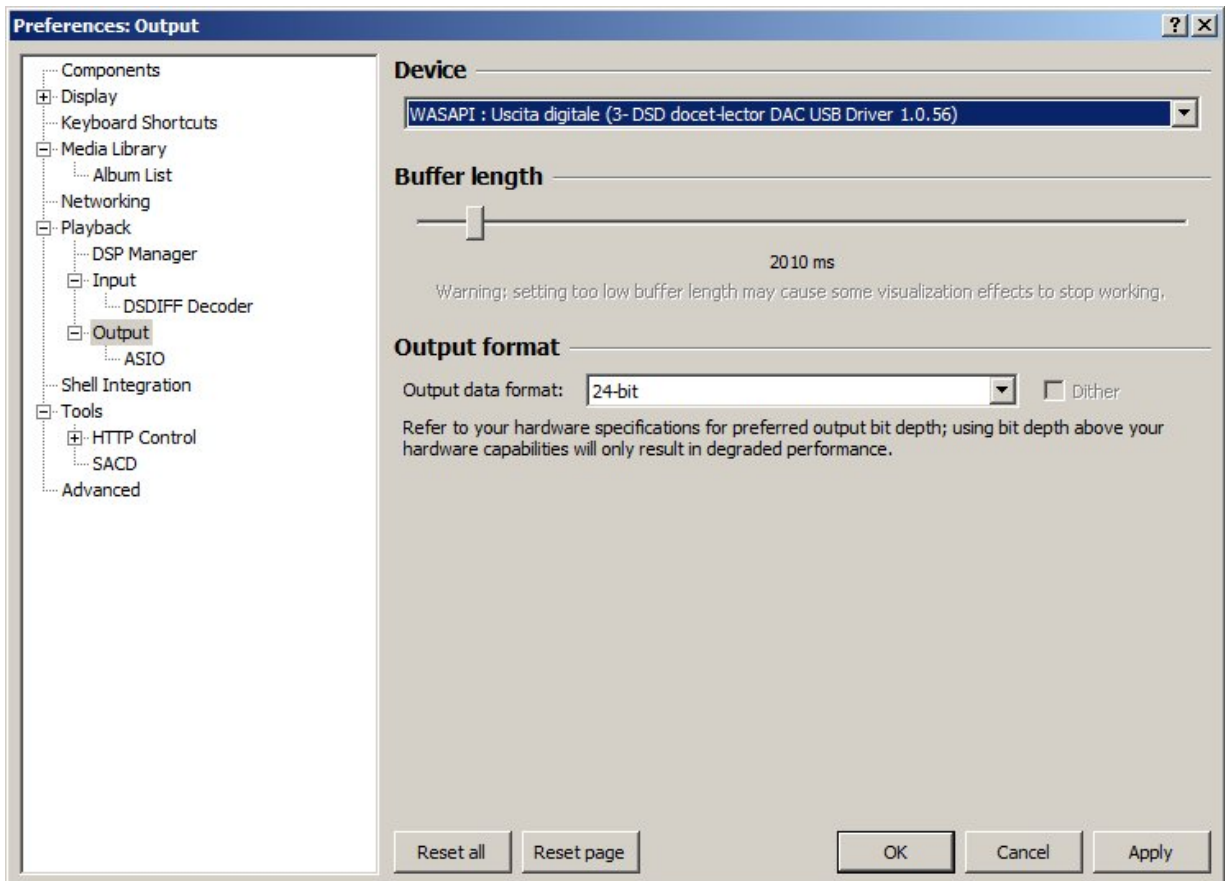 Preferences: Output
Components
Display
Keyboard Shortcuts
Media Library
Album List
Networking
Playback
DSP Manager
Input
DSDIFF Decoder
Output
ASIO
Shell Integration
Tools
HTTP Control
SACD
Advanced
Device
WASAPI : Uscita digitale (3- DSD docet-lector DAC USB Driver 1.0.56)
Buffer length
2010 ms
Warning: setting too low buffer length may cause some visualization effects to stop working.
Output format
Output data format: 24-bit Dither
Refer to your hardware specifications for preferred output bit depth; using bit depth above your
hardware capabilities will only result in degraded performance.
Reset all Reset page OK Cancel Apply